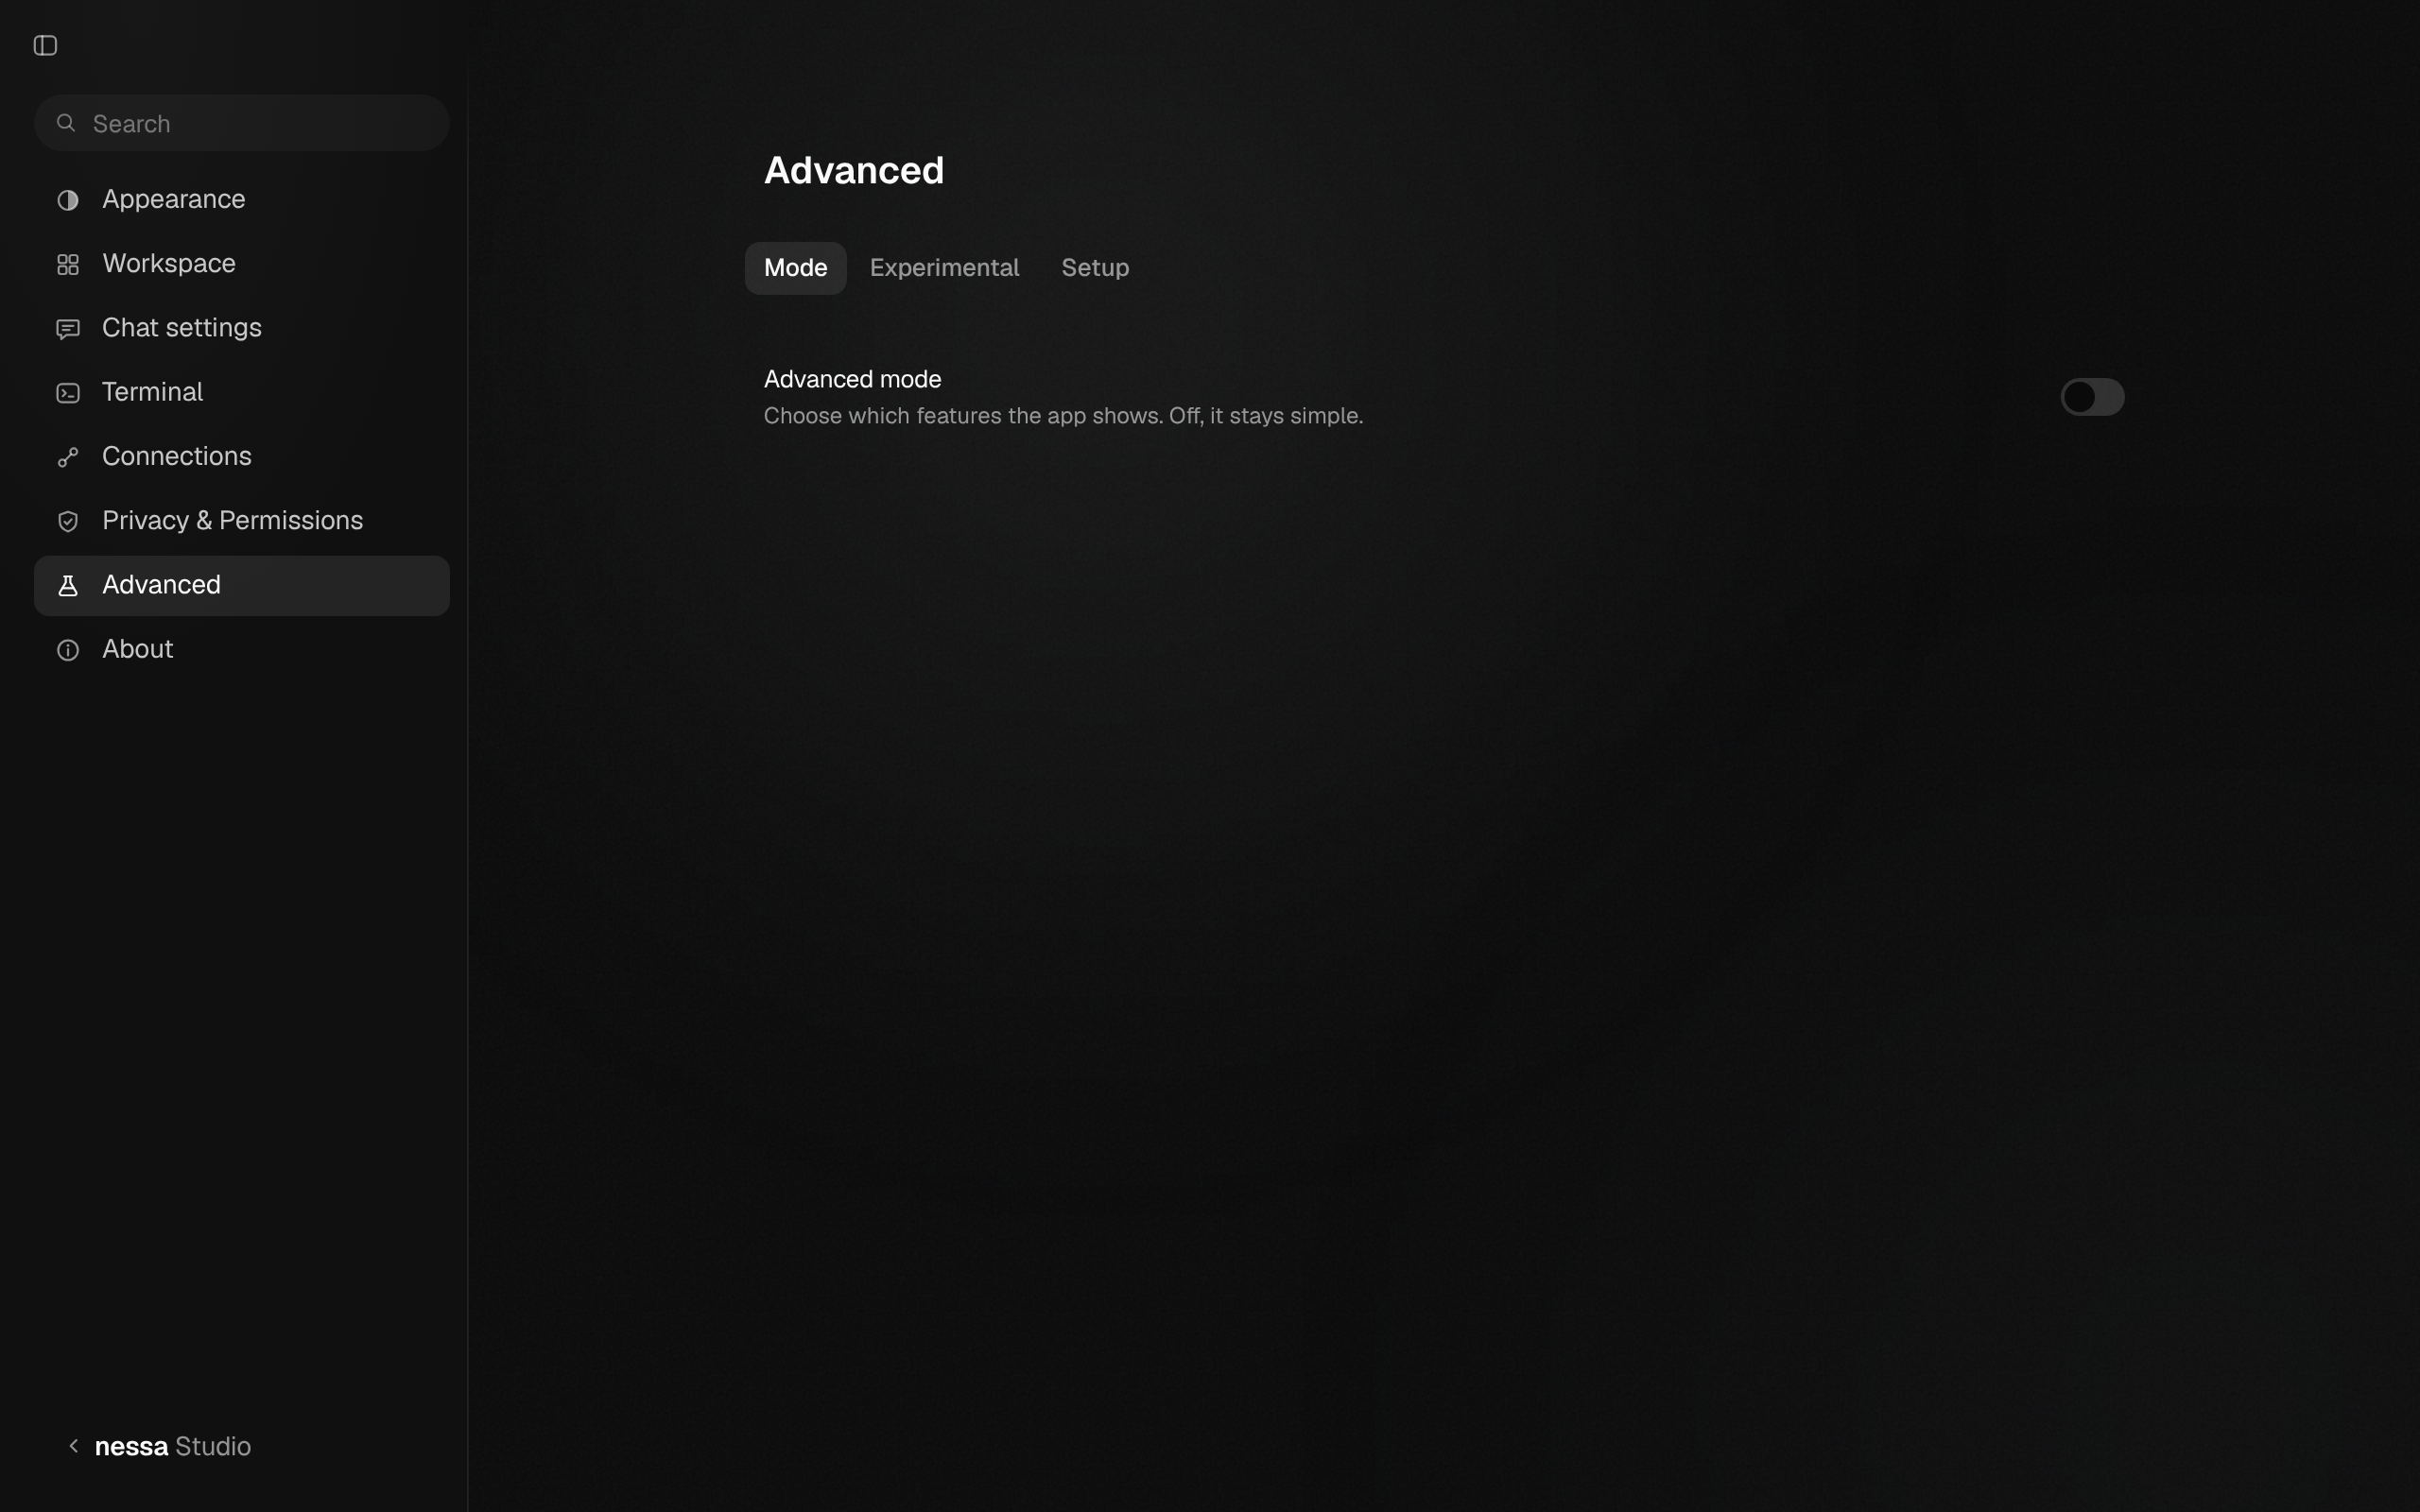 Search
Appearance
Workspace
Chat settings
Terminal
Connections
Privacy & Permissions
Advanced
About
nessa Studio
Advanced
Mode Experimental Setup
Advanced mode
Choose which features the app shows. Off, it stays simple.